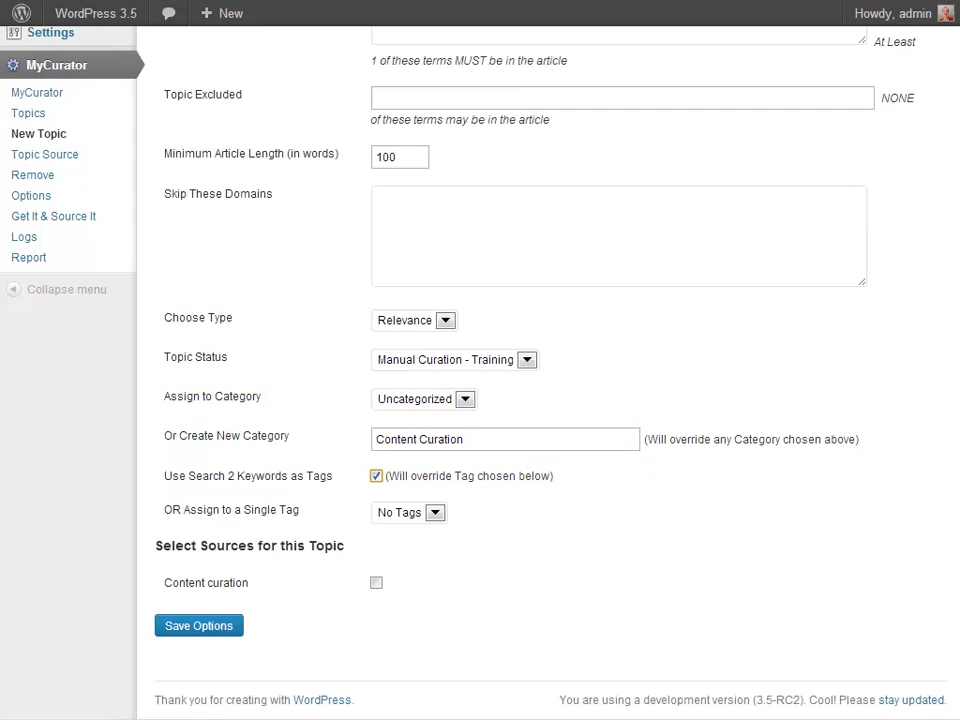 WordPress 3.5
New
Howdy, admin
Settings
MyCurator
MyCurator
Topics
New Topic
Topic Source
Remove
Options
Get It & Source It
Logs
Report
Collapse menu
At Least
1 of these terms MUST be in the article
Topic Excluded
NONE
of these terms may be in the article
Minimum Article Length (in words)
100
Skip These Domains
Choose Type
Relevance
Topic Status
Manual Curation - Training
Assign to Category
Uncategorized
Or Create New Category
Content Curation
(Will override any Category chosen above)
Use Search 2 Keywords as Tags
(Will override Tag chosen below)
OR Assign to a Single Tag
No Tags
Select Sources for this Topic
Content curation
Save Options
Thank you for creating with WordPress.
You are using a development version (3.5-RC2). Cool! Please stay updated.